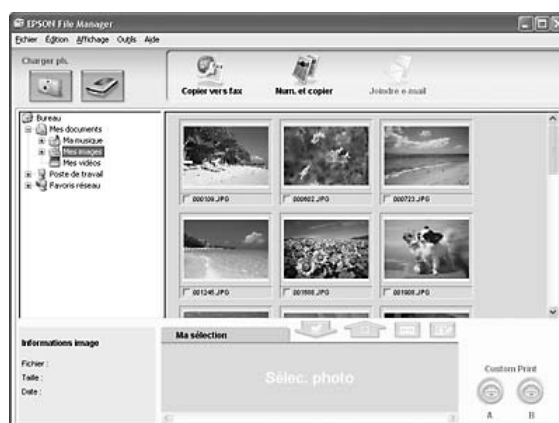 EPSON File Manager
Fichier Édition Affichage Outils Aide
Charger ph.
Copier vers fax
Num. et copier
Joindre e-mail
Bureau
Mes documents
Ma musique
Mes images
Mes vidéos
Poste de travail
Favoris réseau
000109.JPG
000602.JPG
000723.JPG
001245.JPG
001508.JPG
001908.JPG
Informations image
Fichier :
Taille :
Date :
Ma sélection
Sélec. photo
Custom Print
A B